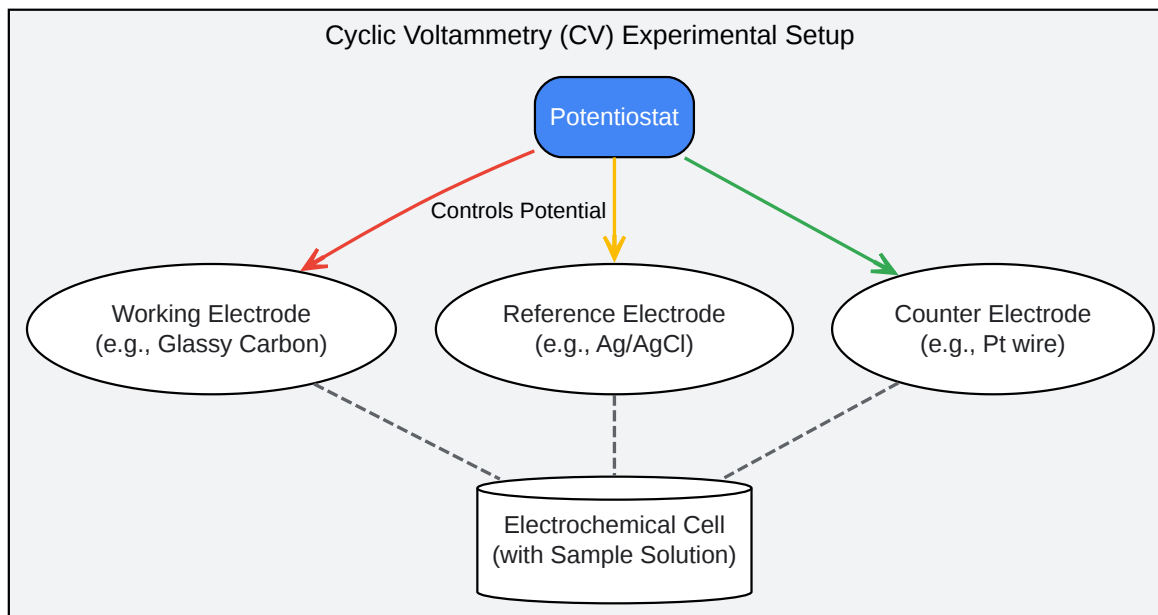 Cyclic Voltammetry (CV) Experimental Setup
Potentiostat
Controls Potential
Working Electrode
(e.g., Glassy Carbon)
Reference Electrode
(e.g., Ag/AgCl)
Counter Electrode
(e.g., Pt wire)
Electrochemical Cell
(with Sample Solution)